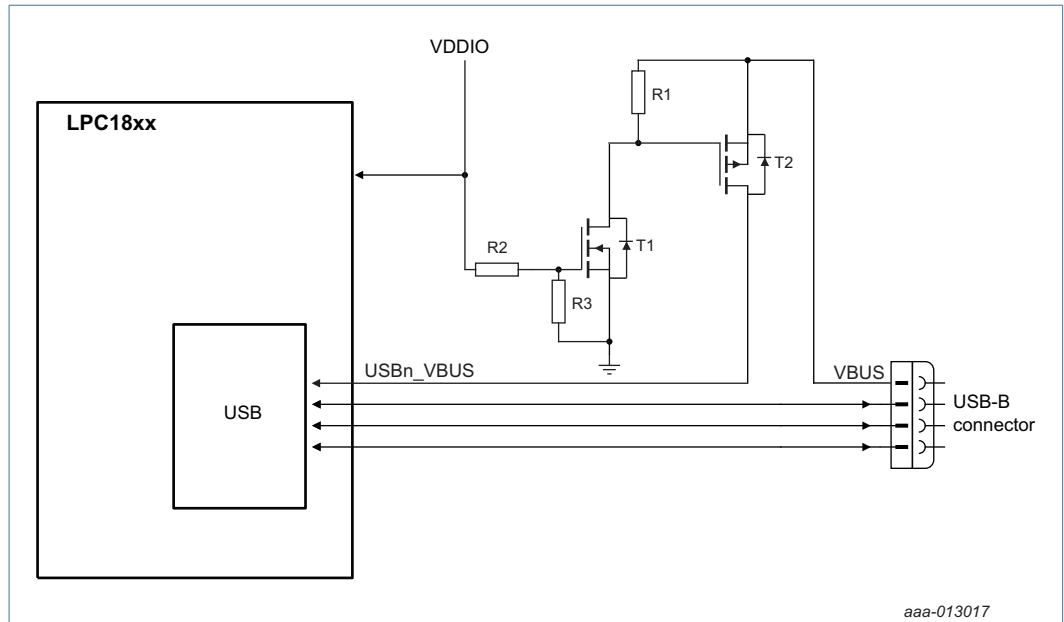 VDDIO
R1
LPC18xx
T2
R2
T1
R3
USBn_VBUS
VBUS
USB
USB-B
connector
aaa-013017